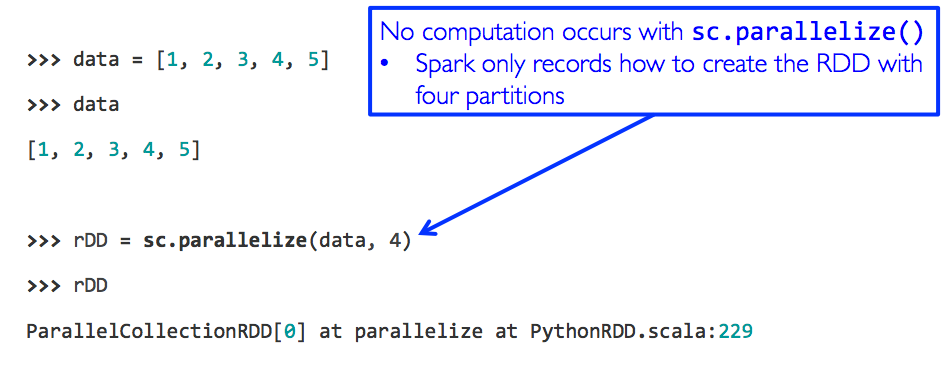 No computation occurs with sc.parallelize()
• Spark only records how to create the RDD with
four partitions
>>> data = [1, 2, 3, 4, 5]
>>> data
[1, 2, 3, 4, 5]
>>> rDD = sc.parallelize(data, 4)
>>> rDD
ParallelCollectionRDD[0] at parallelize at PythonRDD.scala:229